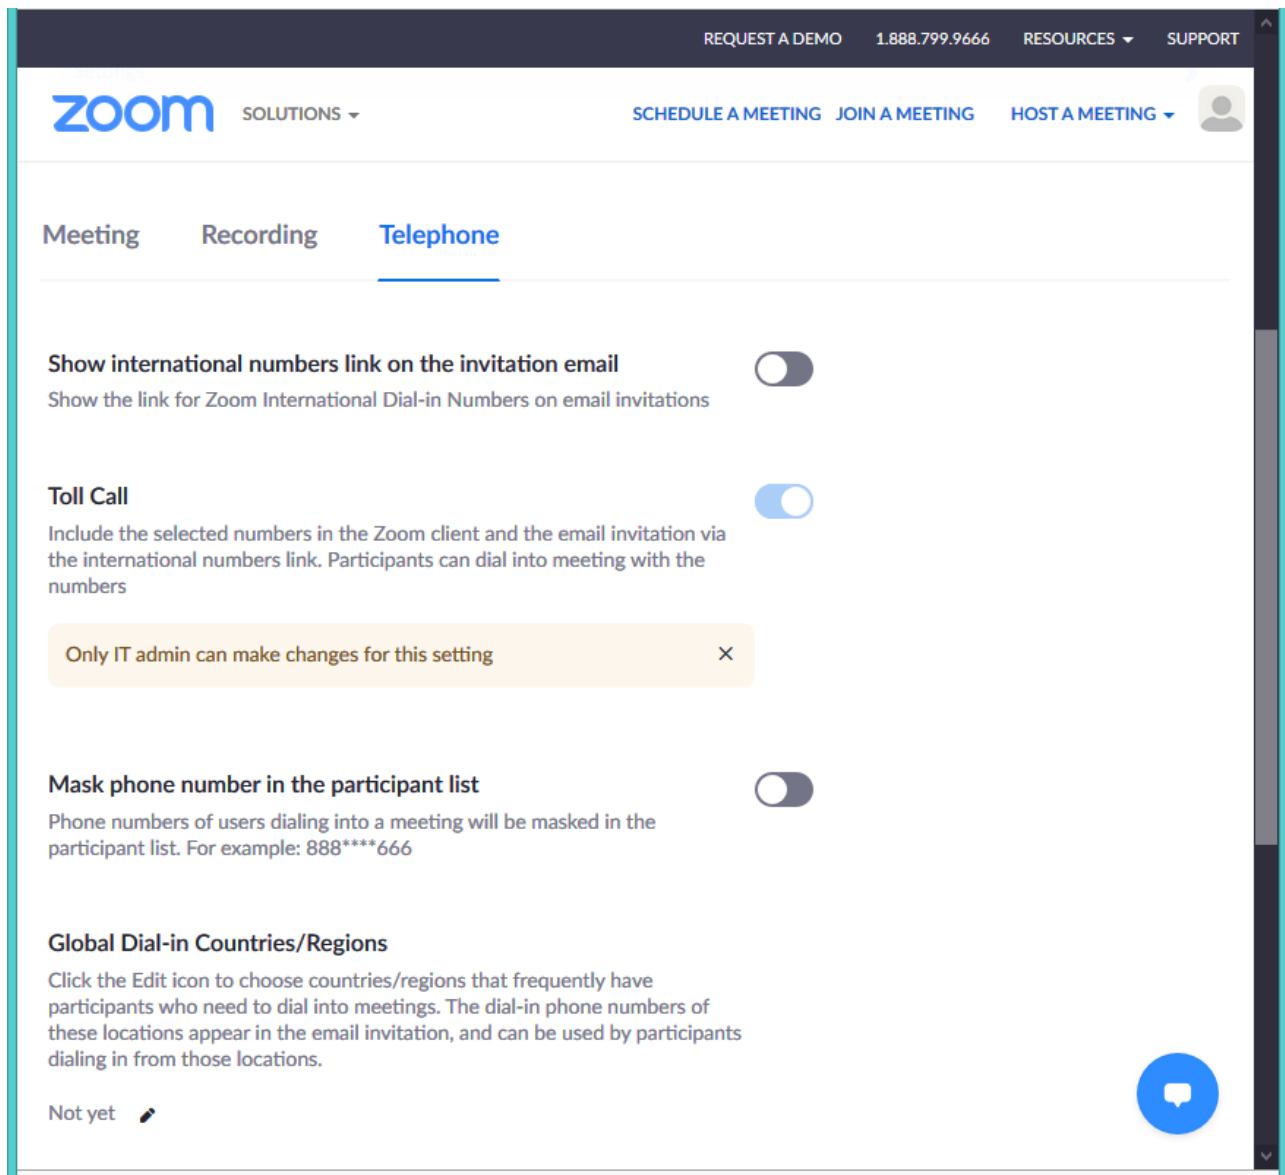 REQUEST A DEMO 1.888.799.9666 RESOURCES SUPPORT
zoom SOLUTIONS SCHEDULE A MEETING JOIN A MEETING HOST A MEETING
Meeting Recording Telephone
Show international numbers link on the invitation email
Show the link for Zoom International Dial-in Numbers on email invitations
Toll Call
Include the selected numbers in the Zoom client and the email invitation via
the international numbers link. Participants can dial into meeting with the
numbers
Only IT admin can make changes for this setting
Mask phone number in the participant list
Phone numbers of users dialing into a meeting will be masked in the
participant list. For example: 888****666
Global Dial-in Countries/Regions
Click the Edit icon to choose countries/regions that frequently have
participants who need to dial into meetings. The dial-in phone numbers of
these locations appear in the email invitation, and can be used by participants
dialing in from those locations.
Not yet